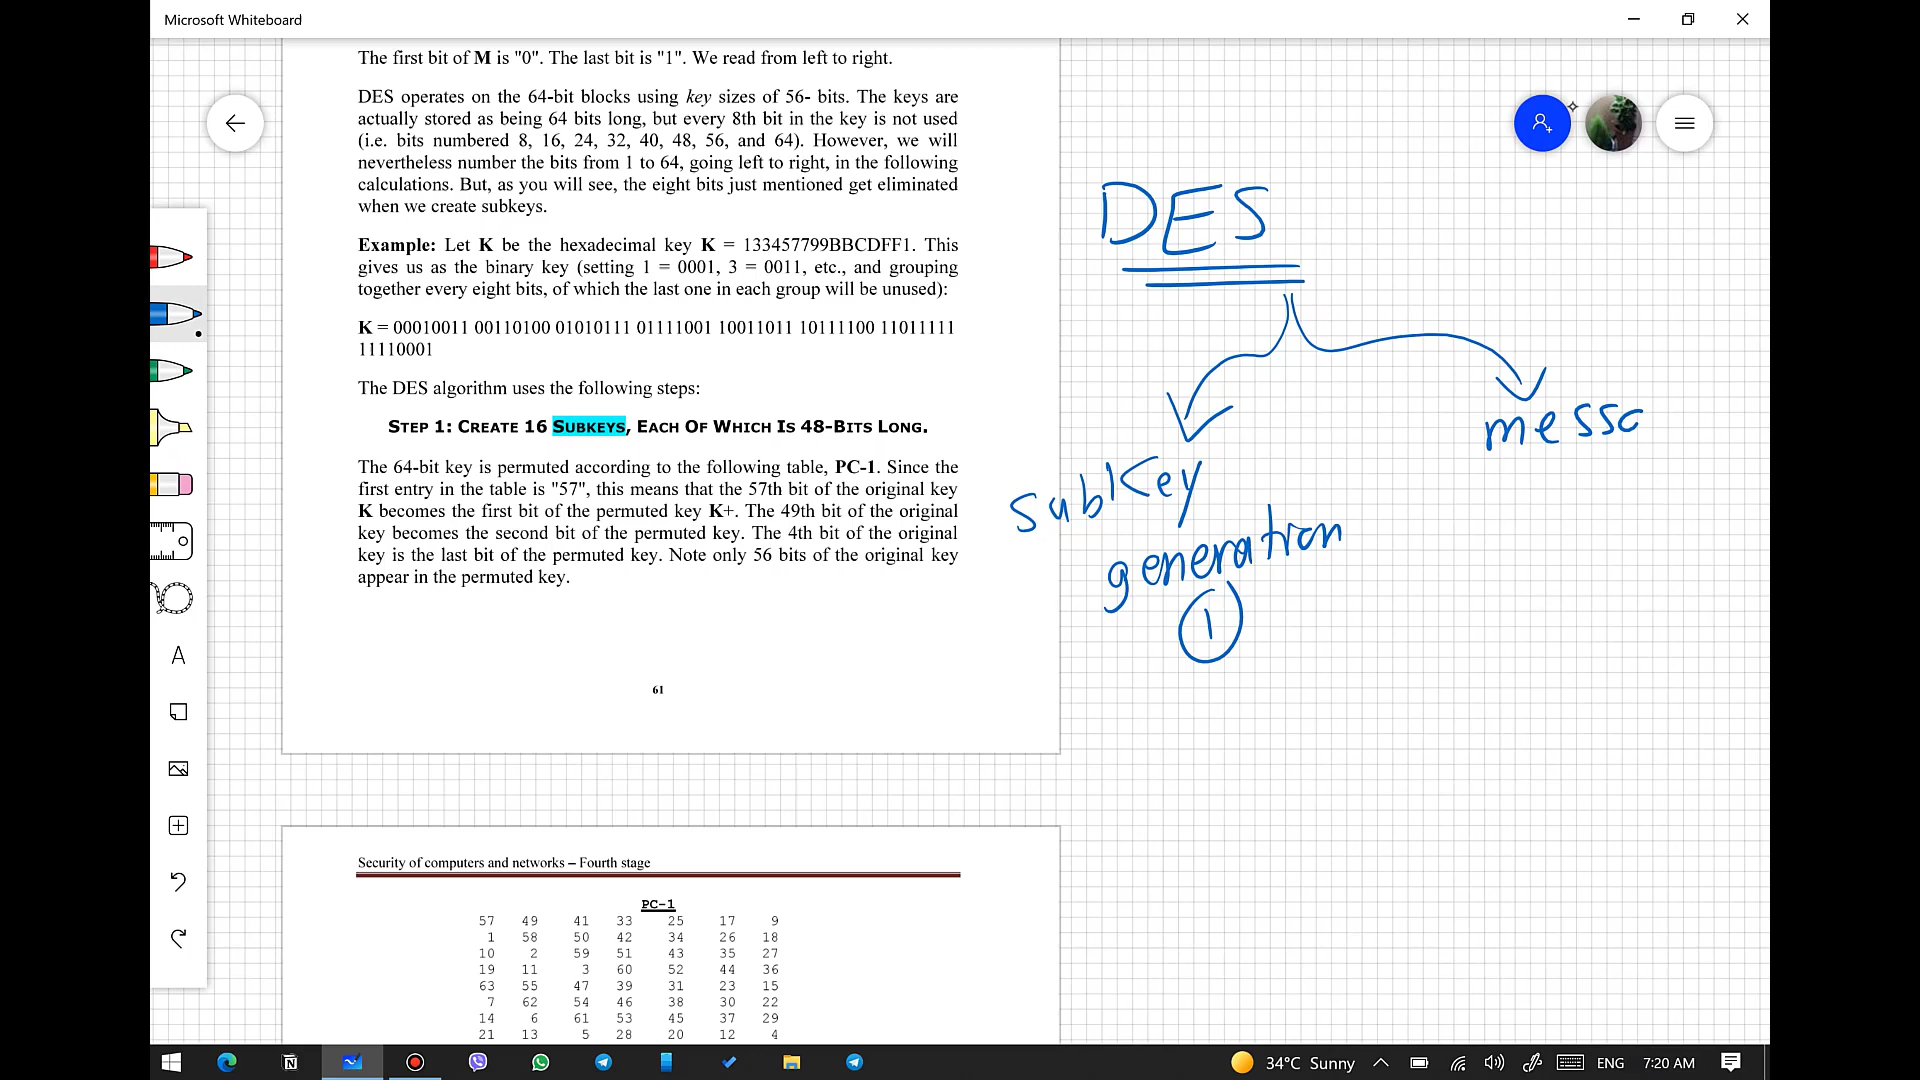 Microsoft Whiteboard
The first bit of M is "0". The last bit is "1". We read from left to right.
DES operates on the 64-bit blocks using key sizes of 56- bits. The keys are
actually stored as being 64 bits long, but every 8th bit in the key is not used
(i.e. bits numbered 8, 16, 24, 32, 40, 48, 56, and 64). However, we will
nevertheless number the bits from 1 to 64, going left to right, in the following
calculations. But, as you will see, the eight bits just mentioned get eliminated
when we create subkeys.
Example: Let K be the hexadecimal key K = 133457799BBCDFF1. This
gives us as the binary key (setting 1 = 0001, 3 = 0011, etc., and grouping
together every eight bits, of which the last one in each group will be unused):
K = 00010011 00110100 01010111 01111001 10011011 10111100 11011111
11110001
The DES algorithm uses the following steps:
STEP 1: CREATE 16 SUBKEYS, EACH OF WHICH IS 48-BITS LONG.
The 64-bit key is permuted according to the following table, PC-1. Since the
first entry in the table is "57", this means that the 57th bit of the original key
K becomes the first bit of the permuted key K+. The 49th bit of the original
key becomes the second bit of the permuted key. The 4th bit of the original
key is the last bit of the permuted key. Note only 56 bits of the original key
appear in the permuted key.
61
Security of computers and networks – Fourth stage
PC-1
57 49 41 33 25 17 9
1 58 50 42 34 26 18
10 2 59 51 43 35 27
19 11 3 60 52 44 36
63 55 47 39 31 23 15
7 62 54 46 38 30 22
14 6 61 53 45 37 29
21 13 5 28 20 12 4
DES
subkey
generation
1
messa
A
34°C Sunny
ENG
7:20 AM